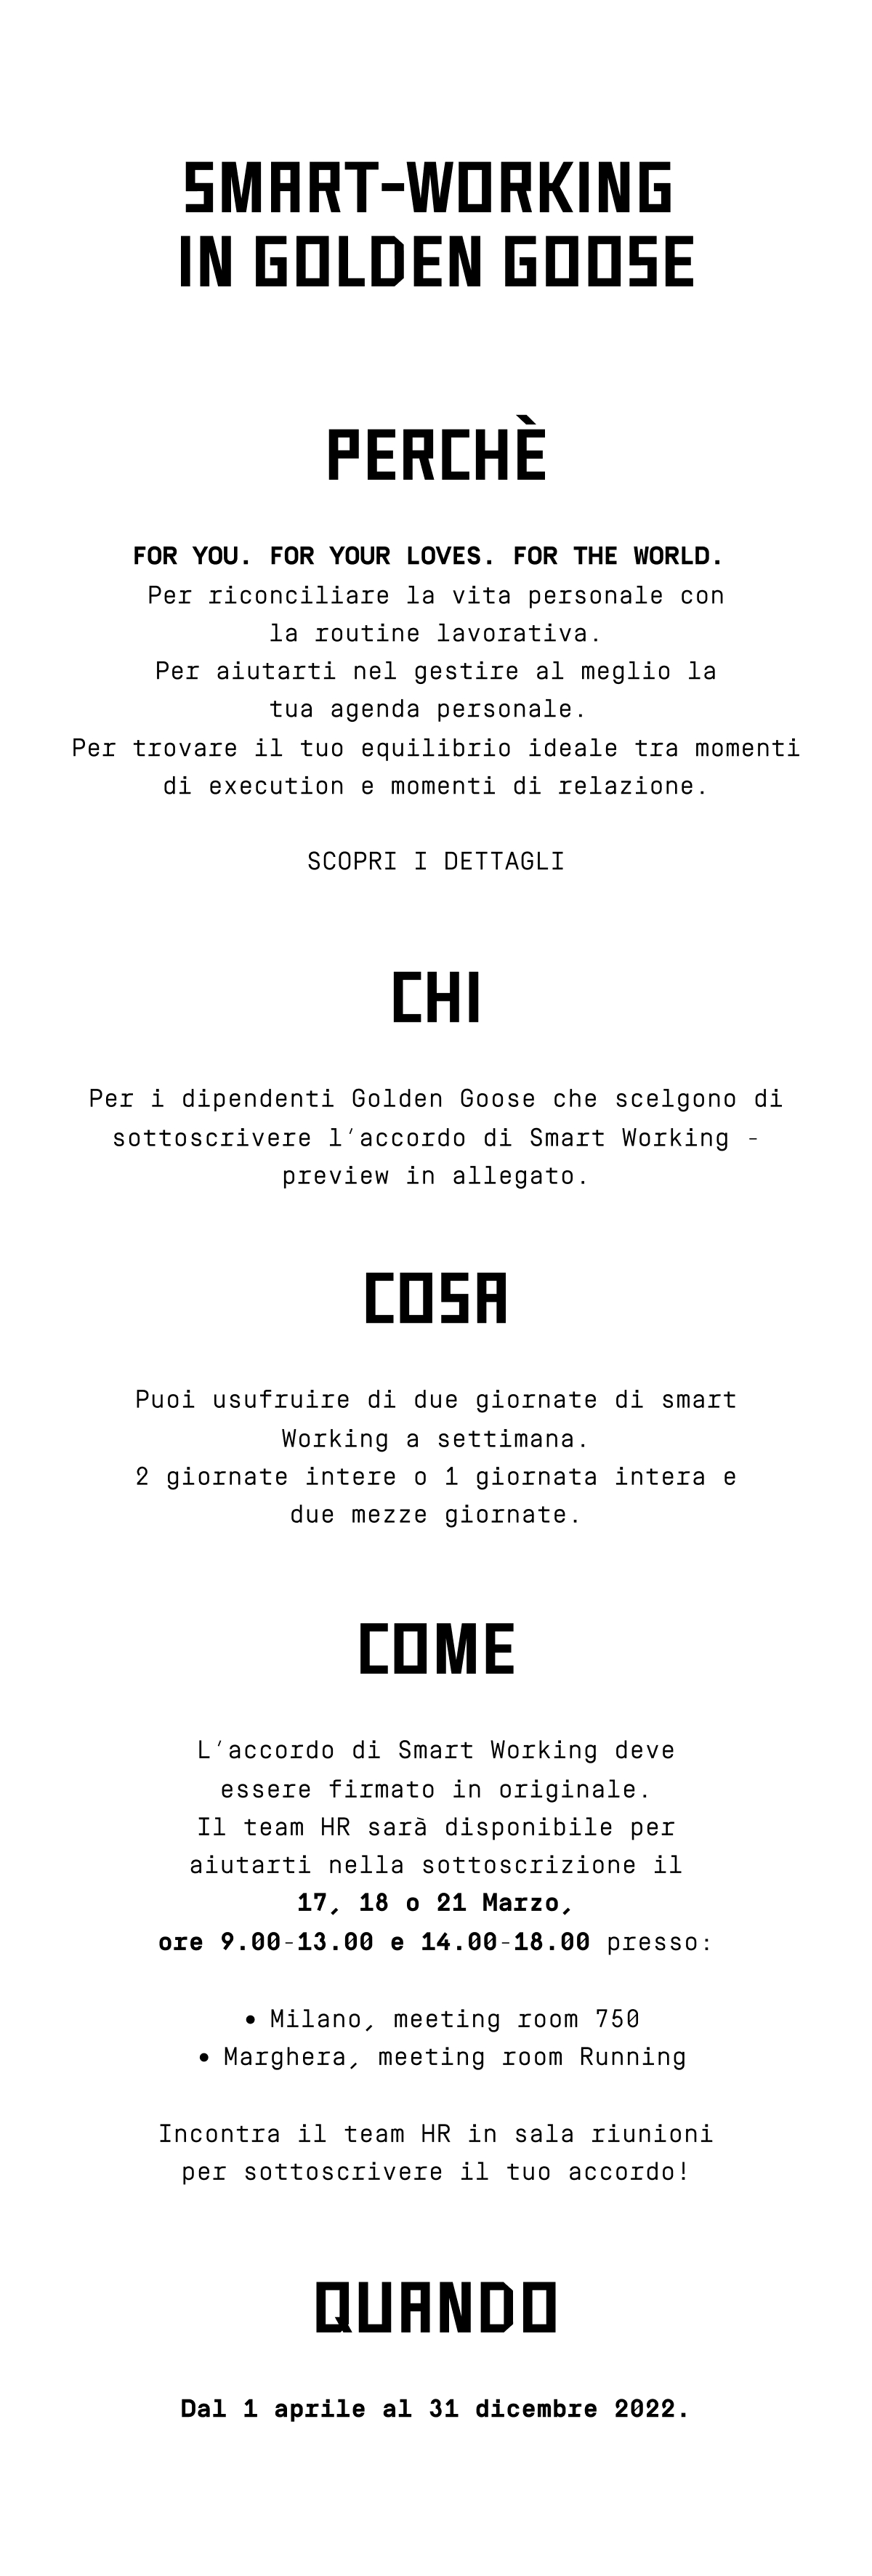 SMART-WORKING
IN GOLDEN GOOSE
PERCHÈ
FOR YOU. FOR YOUR LOVES. FOR THE WORLD.
Per riconciliare la vita personale con
la routine lavorativa.
Per aiutarti nel gestire al meglio la
tua agenda personale.
Per trovare il tuo equilibrio ideale tra momenti
di execution e momenti di relazione.
SCOPRI I DETTAGLI
CHI
Per i dipendenti Golden Goose che scelgono di
sottoscrivere l'accordo di Smart Working -
preview in allegato.
COSA
Puoi usufruire di due giornate di smart
Working a settimana.
2 giornate intere o 1 giornata intera e
due mezze giornate.
COME
L'accordo di Smart Working deve
essere firmato in originale.
Il team HR sarà disponibile per
aiutarti nella sottoscrizione il
17, 18 o 21 Marzo,
ore 9.00-13.00 e 14.00-18.00 presso:
• Milano, meeting room 750
• Marghera, meeting room Running
Incontra il team HR in sala riunioni
per sottoscrivere il tuo accordo!
QUANDO
Dal 1 aprile al 31 dicembre 2022.